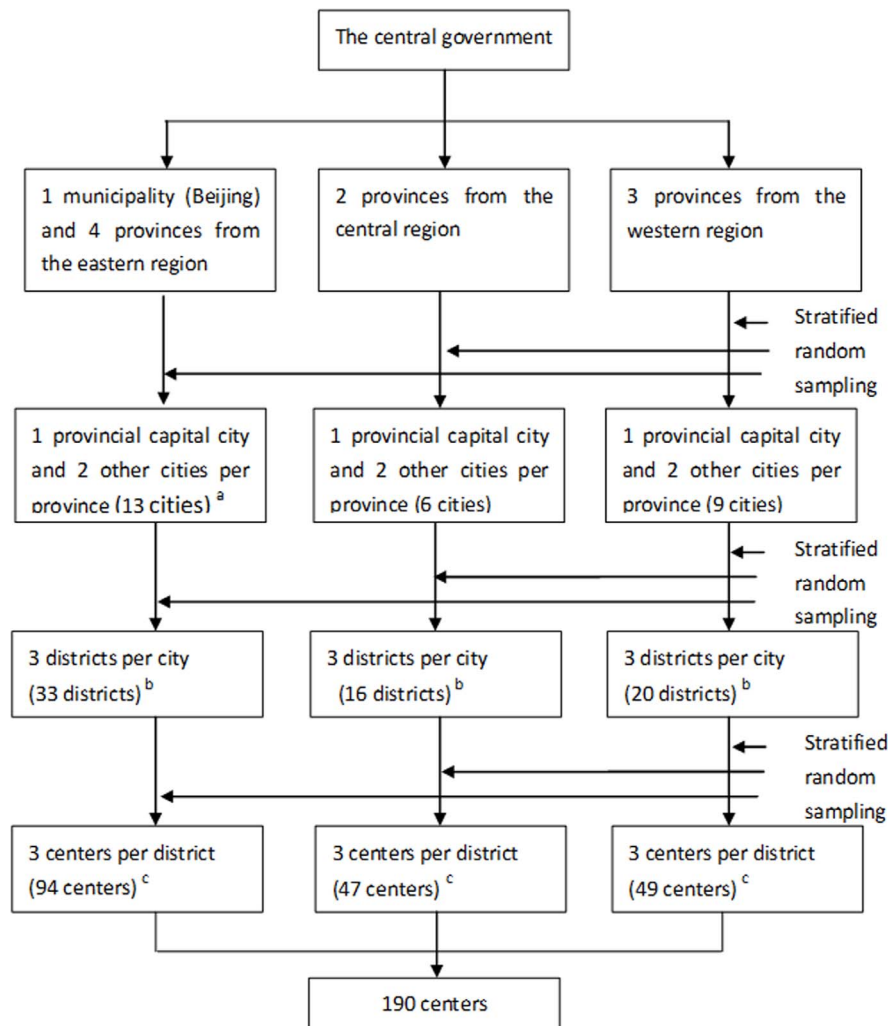 The central government
1 municipality (Beijing)
and 4 provinces from
the eastern region
2 provinces from the
central region
3 provinces from the
western region
Stratified
random
sampling
1 provincial capital city
and 2 other cities per
province (13 cities) a
1 provincial capital city
and 2 other cities per
province (6 cities)
1 provincial capital city
and 2 other cities per
province (9 cities)
Stratified
random
sampling
3 districts per city
(33 districts) b
3 districts per city
(16 districts) b
3 districts per city
(20 districts) b
Stratified
random
sampling
3 centers per district
(94 centers) c
3 centers per district
(47 centers) c
3 centers per district
(49 centers) c
190 centers